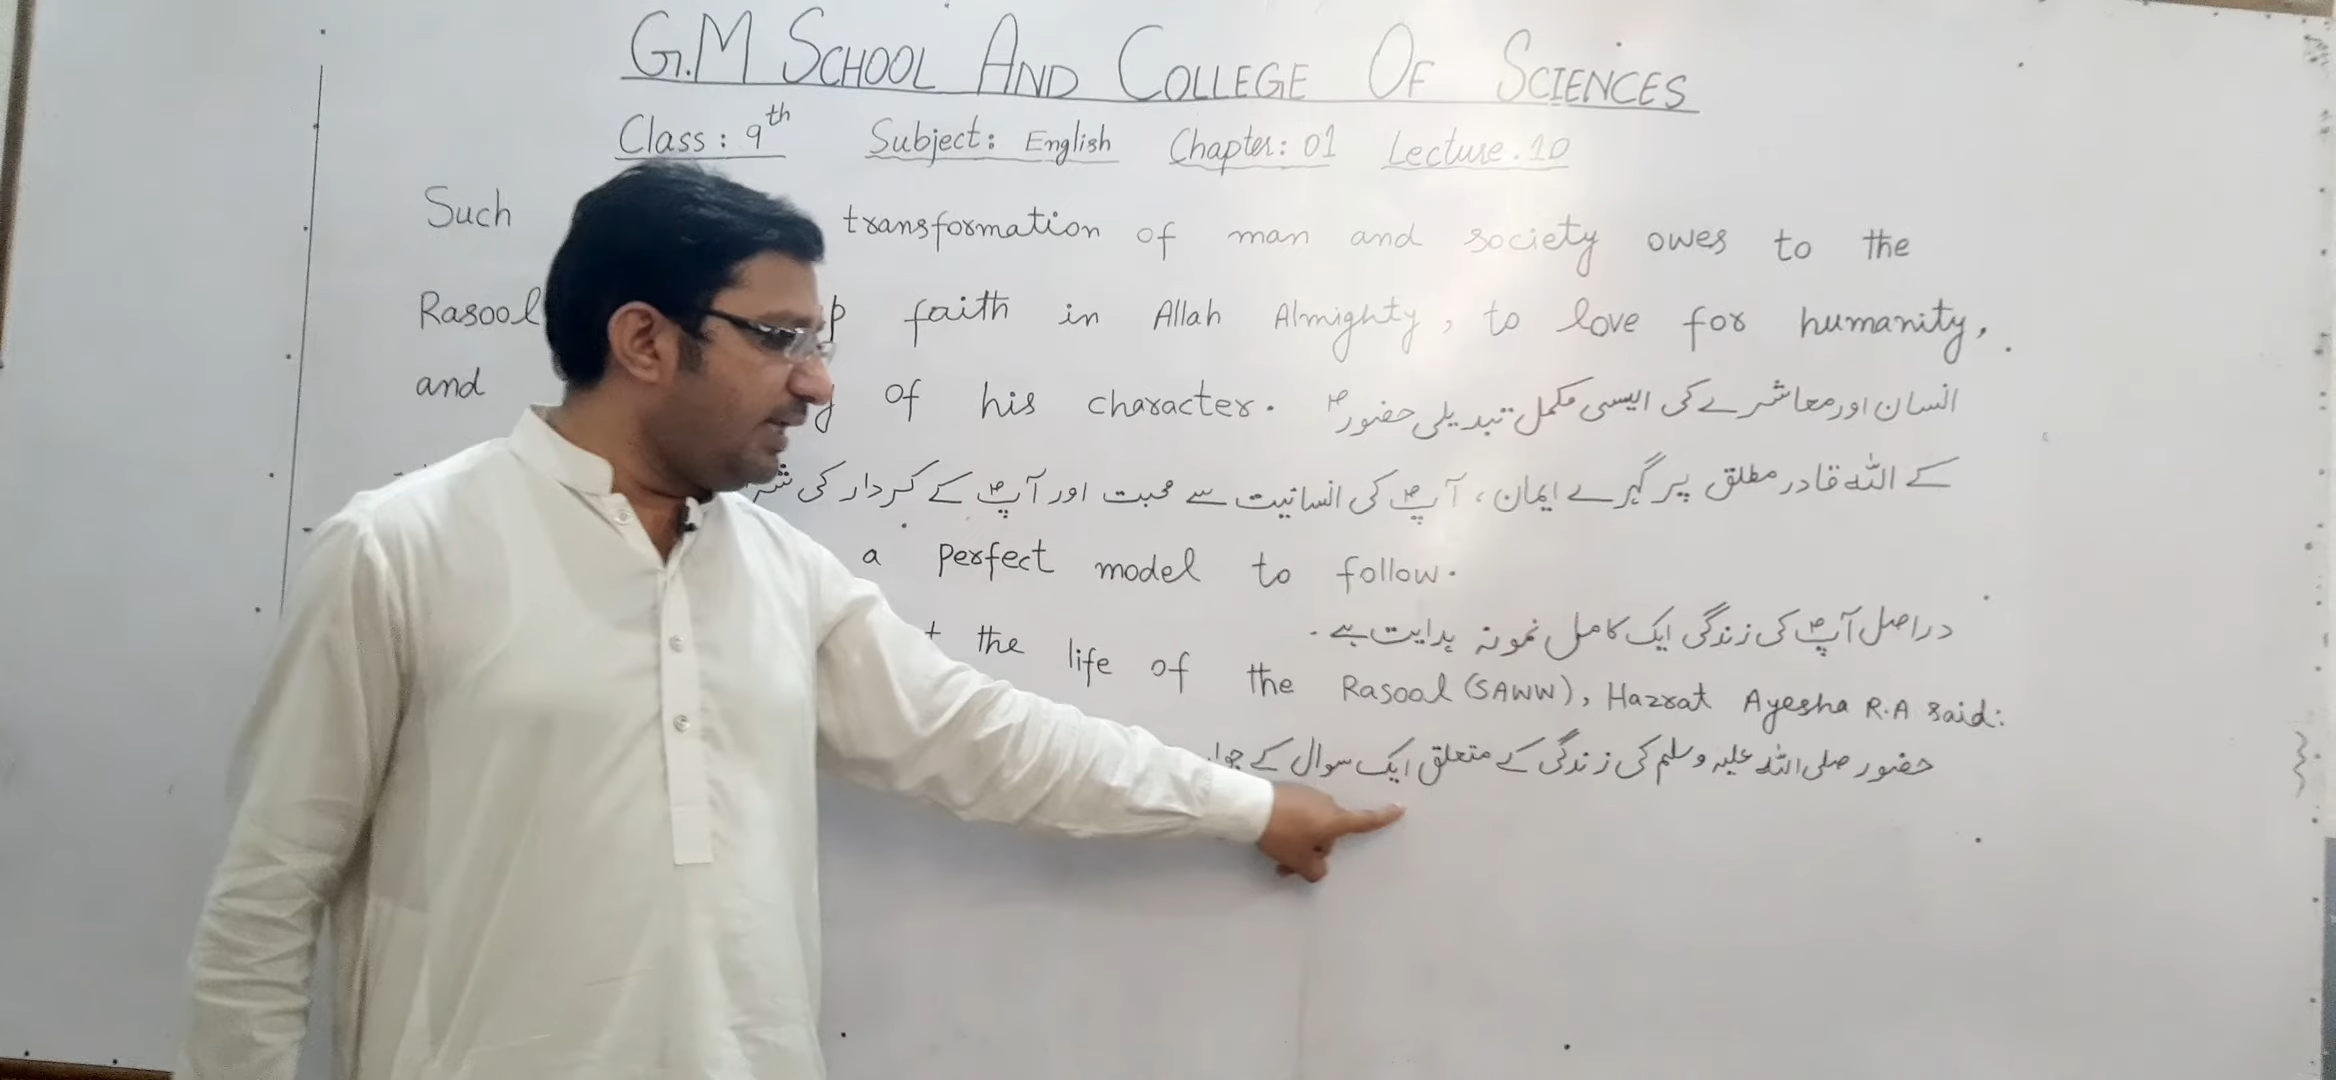 G.M SCHOOL AND COLLEGE OF SCIENCES
Class: 9th Subject: English Chapter: 01 Lecture. 10
Such transformation of man and society owes to the
Rasool faith in Allah Almighty, to love for humanity,
and of his character. انسان اور معاشرے کی ایسی مکمل تبدیلی حضورؐ
کے اللہ قادر مطلق پر گہرے ایمان، آپؐ کی انسانیت سے محبت اور آپؐ کے کردار کی
a perfect model to follow.
دراصل آپؐ کی زندگی ایک کامل نمونہ ہدایت ہے۔
the life of the Rasool (SAWW), Hazrat Ayesha R.A said:
حضور صلی اللہ علیہ وسلم کی زندگی کے متعلق ایک سوال کے